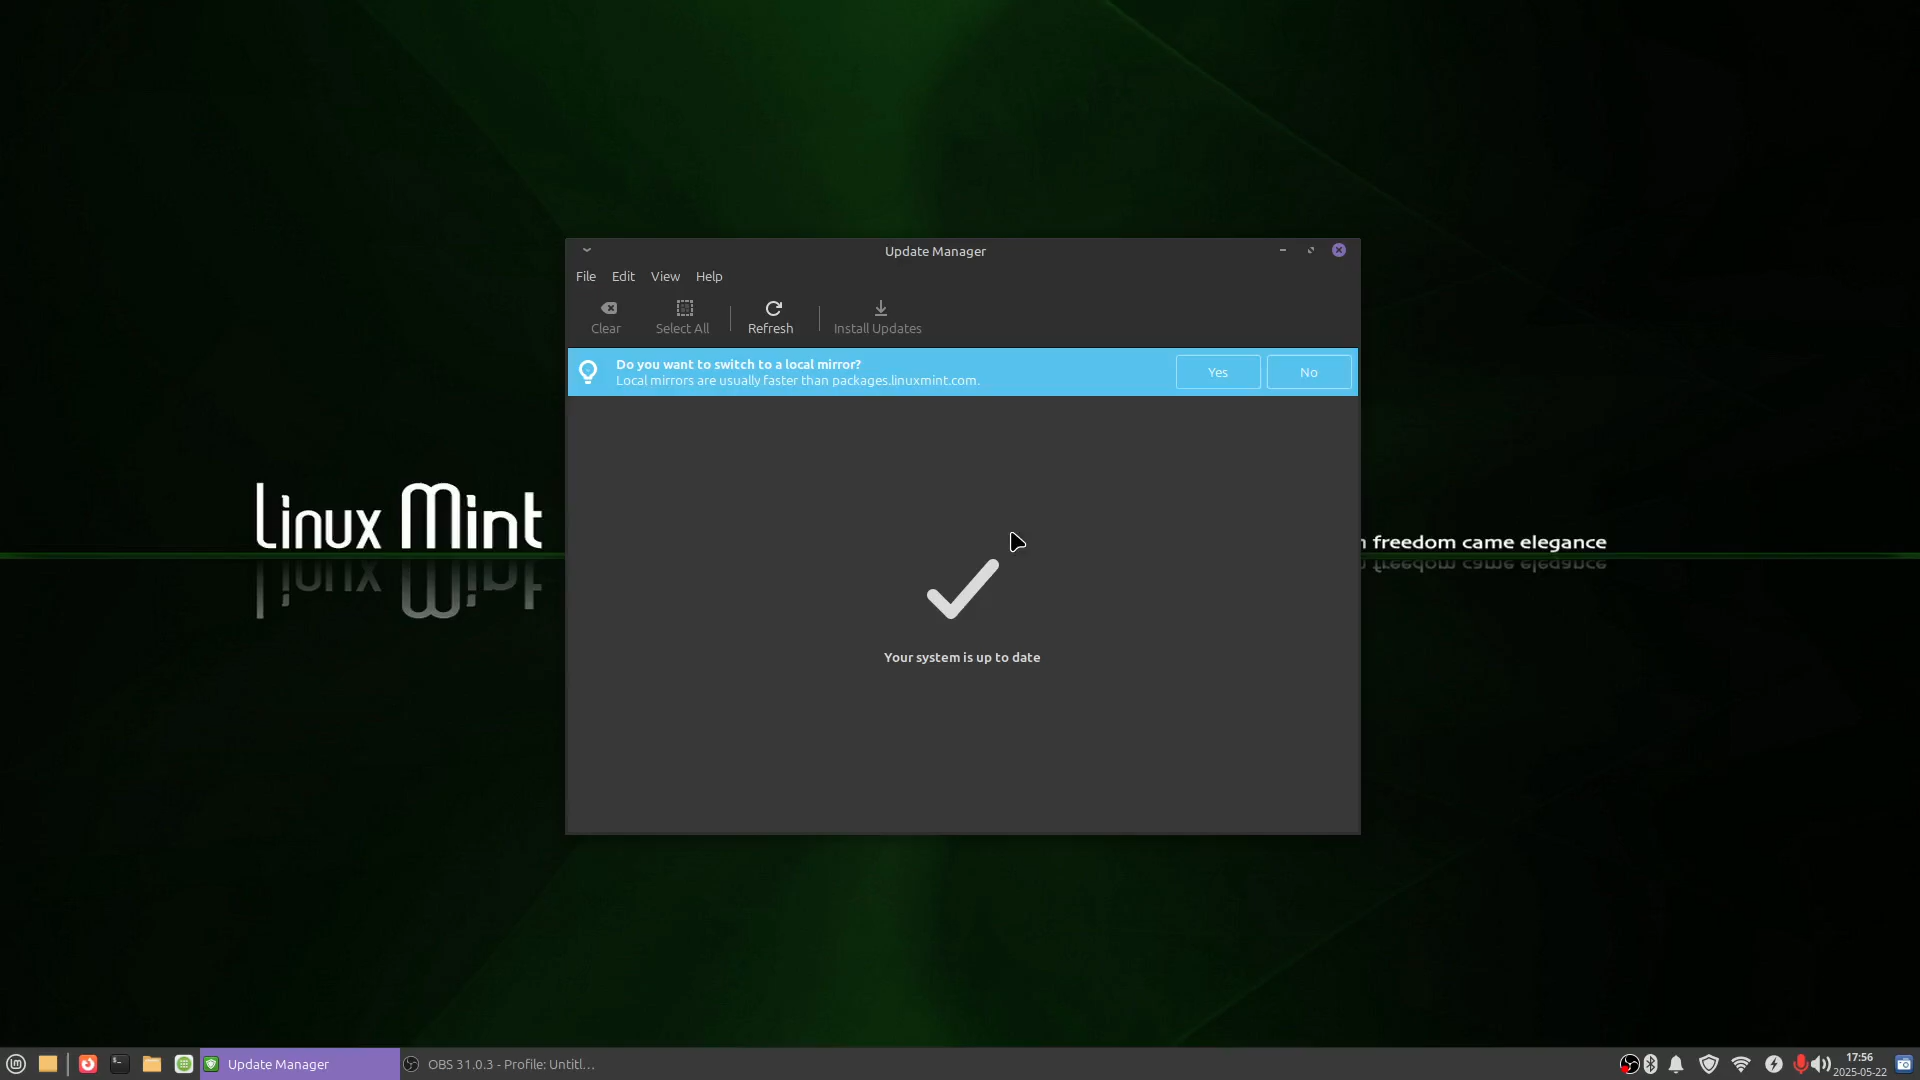 Update Manager
File Edit View Help
Clear Select All Refresh Install Updates
Do you want to switch to a local mirror?
Local mirrors are usually faster than packages.linuxmint.com.
Yes No
Linux Mint
freedom came elegance
Your system is up to date
Update Manager
OBS 31.0.3 - Profile: Untitl...
17:56
2025-05-22